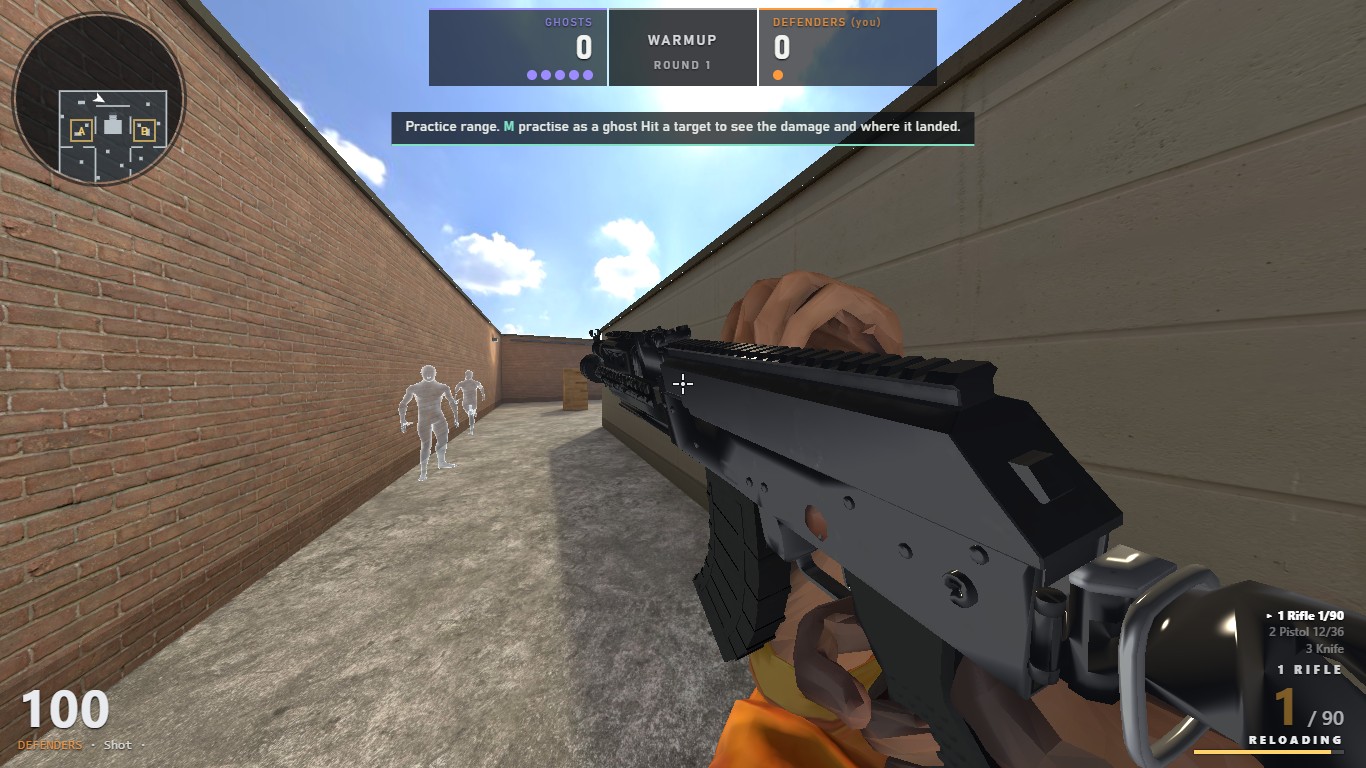 GHOSTS
0
WARMUP
ROUND 1
DEFENDERS (you)
0
A
B
Practice range. M practise as a ghost Hit a target to see the damage and where it landed.
▸ 1 Rifle 1/90
2 Pistol 12/36
3 Knife
1 RIFLE
1 / 90
RELOADING
100
DEFENDERS · Shot ·